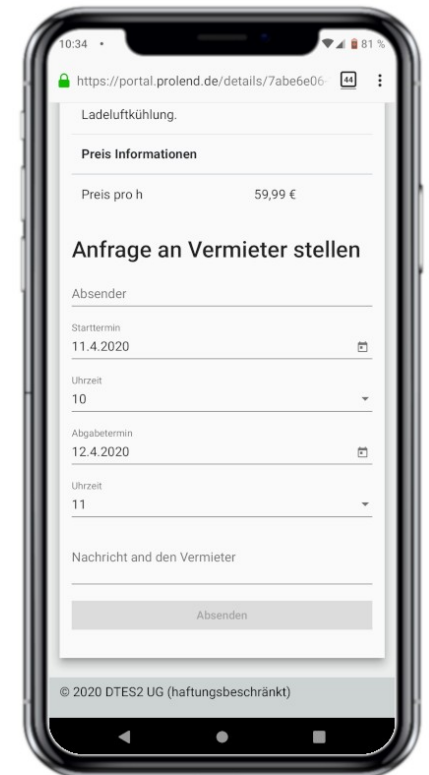 10:34
81 %
https://portal.prolend.de/details/7abe6e06-
44
Ladeluftkühlung.
Preis Informationen
Preis pro h 59,99 €
Anfrage an Vermieter stellen
Absender
Starttermin
11.4.2020
Uhrzeit
10
Abgabetermin
12.4.2020
Uhrzeit
11
Nachricht and den Vermieter
Absenden
© 2020 DTES2 UG (haftungsbeschränkt)